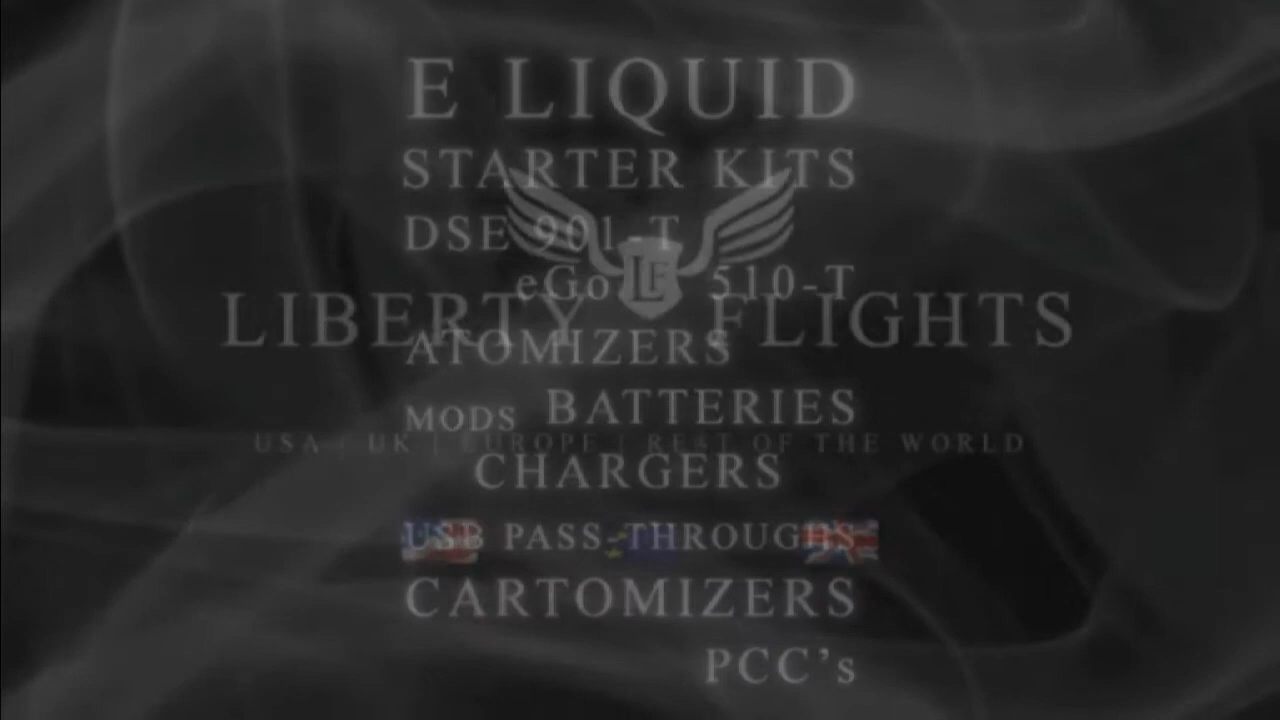 E LIQUID
STARTER KITS
DSE 901-T
eGo 510-T
LF
LIBERTY FLIGHTS
ATOMIZERS
MODS BATTERIES
USA | UK | EUROPE | REST OF THE WORLD
CHARGERS
USB PASS-THROUGHS
CARTOMIZERS
PCC's